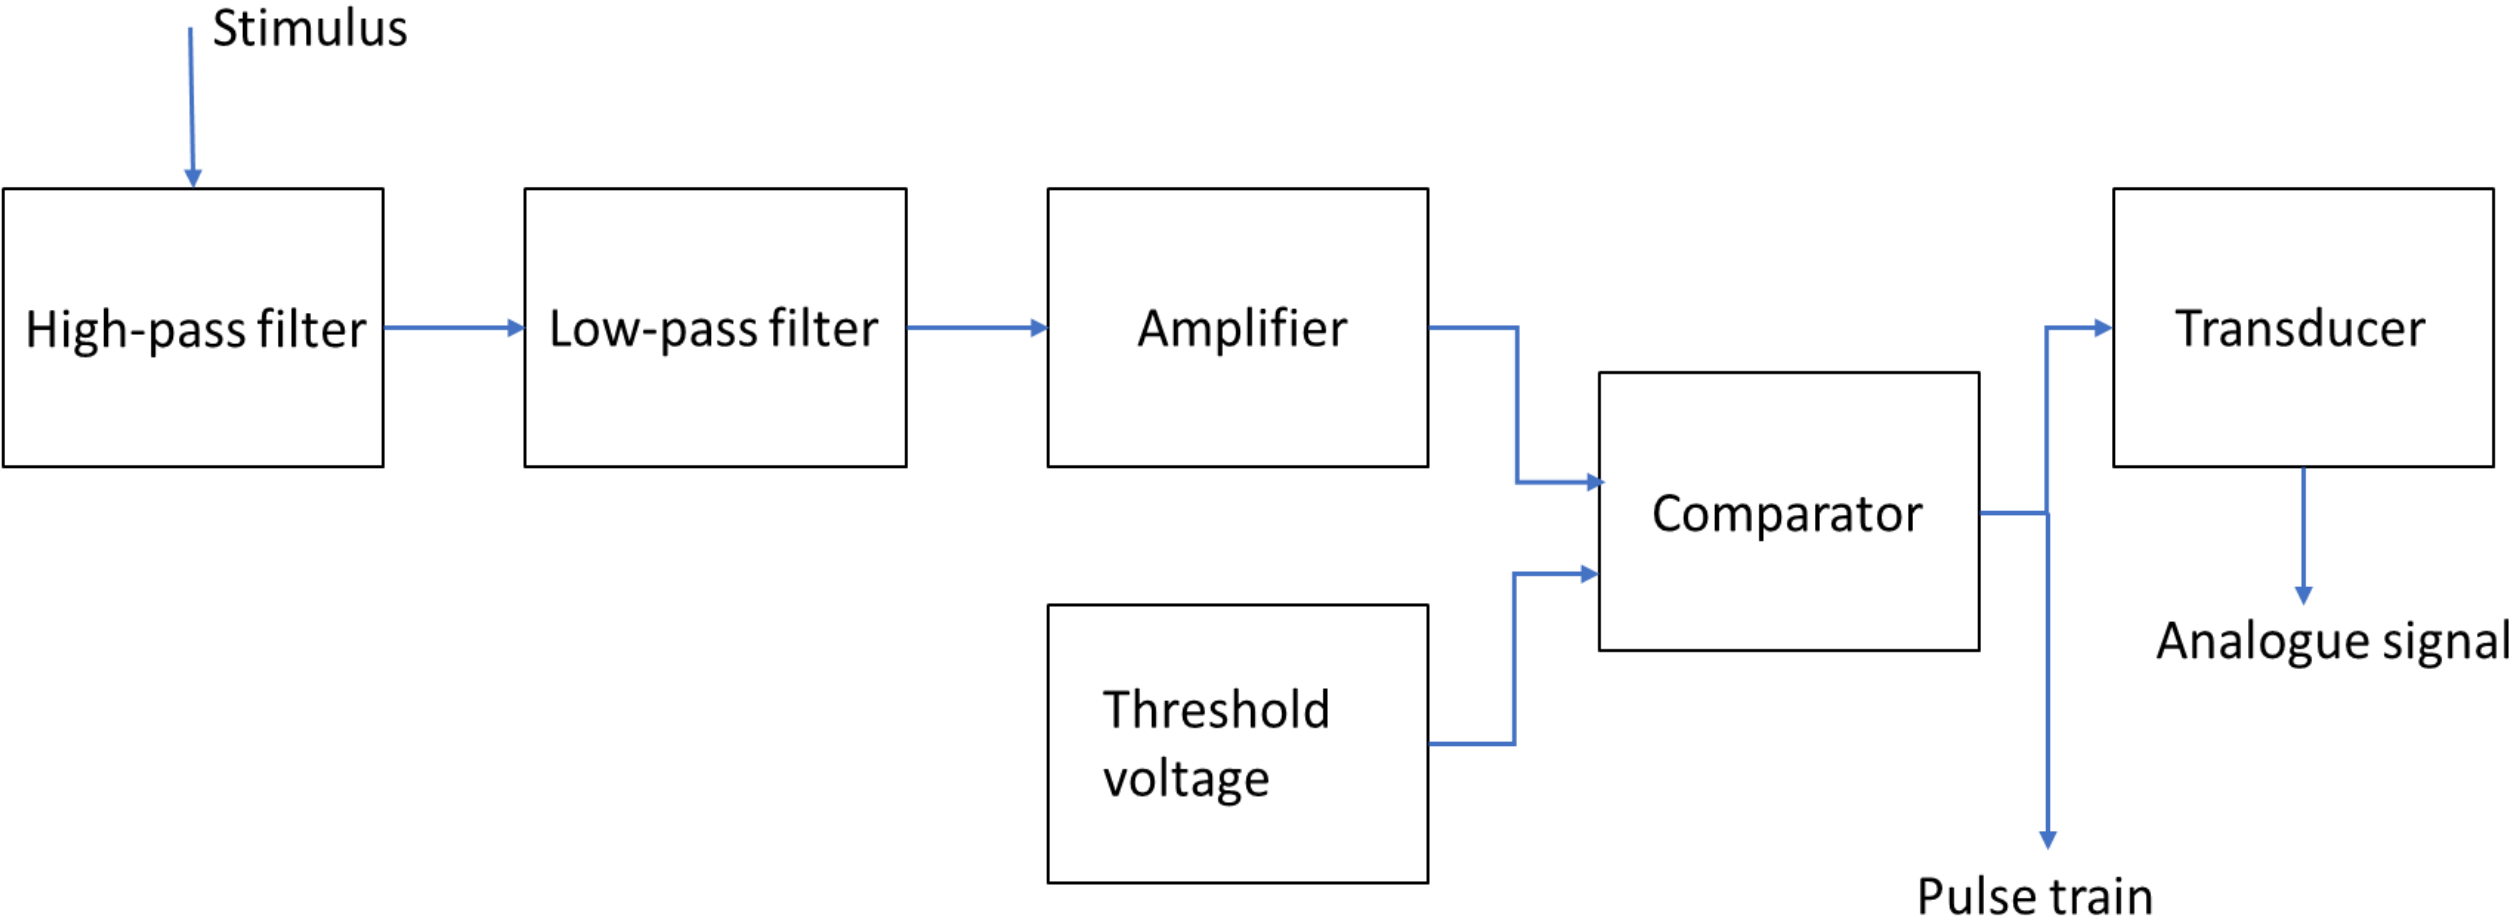 Stimulus
High-pass filter
Low-pass filter
Amplifier
Transducer
Comparator
Threshold
voltage
Analogue signal
Pulse train